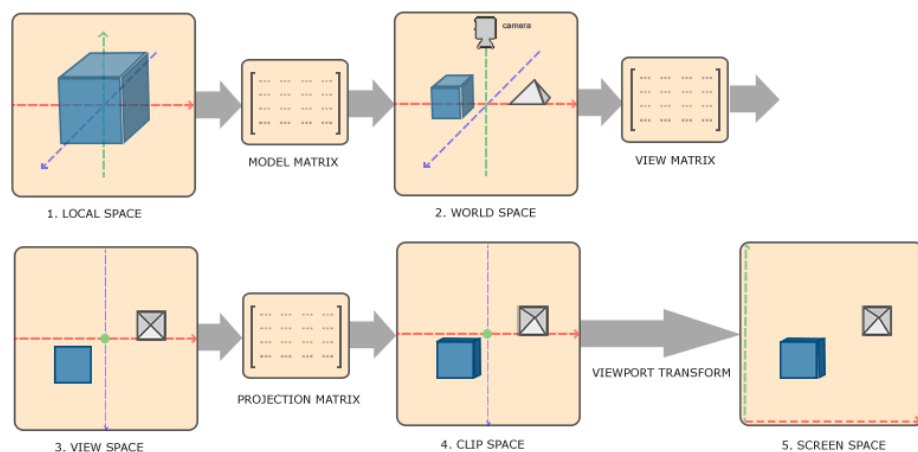 camera
MODEL MATRIX
VIEW MATRIX
1. LOCAL SPACE
2. WORLD SPACE
VIEWPORT TRANSFORM
PROJECTION MATRIX
3. VIEW SPACE
4. CLIP SPACE
5. SCREEN SPACE